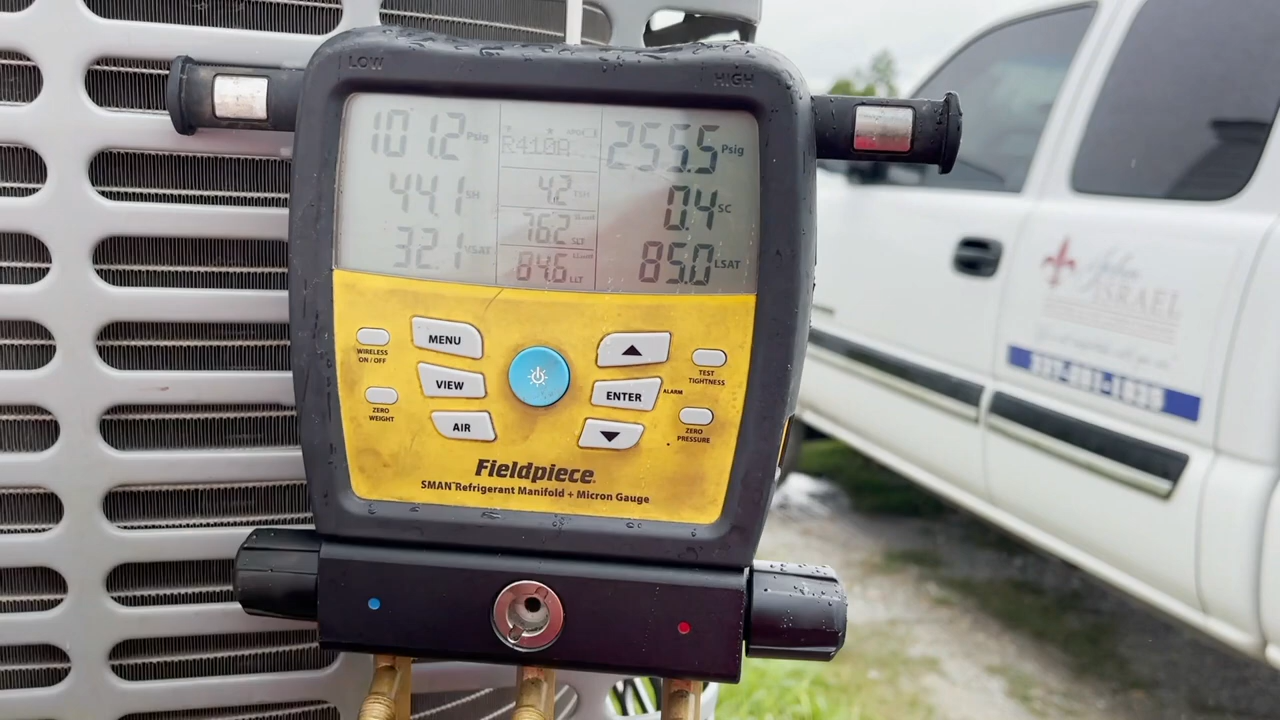 LOW
HIGH
101.2 Psig
R410A
255.5 Psig
44.1 SH
4.2 TSH
0.4 SC
32.1 VSAT
76.2 SLT
85.0 LSAT
84.6 LLT
MENU
WIRELESS
ON / OFF
VIEW
ENTER
ALARM
TEST
TIGHTNESS
ZERO
WEIGHT
AIR
ZERO
PRESSURE
Fieldpiece
SMAN™ Refrigerant Manifold + Micron Gauge
ISRAEL